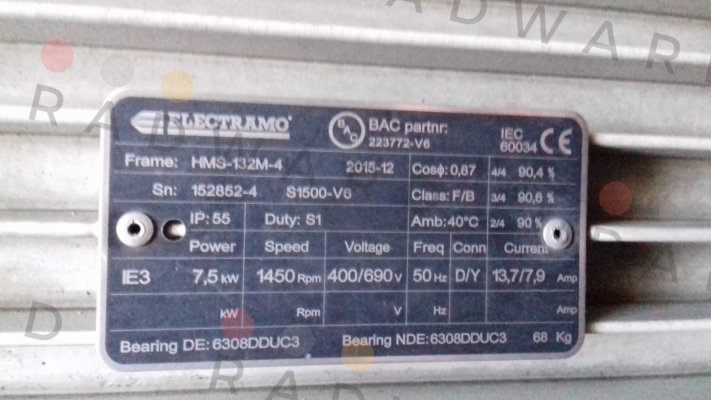 ELECTRAMO
BAC
BAC partnr:
223772-V6
IEC
60034 CE
Frame: HMS-132M-4 2015-12 Cosφ: 0,87 4/4 90,4 %
Sn: 152852-4 S1500-V6 Class: F/B 3/4 90,6 %
IP: 55 Duty: S1 Amb: 40°C 2/4 90 %
Power Speed Voltage Freq Conn Current
IE3 7,5 kW 1450 Rpm 400/690 V 50 Hz D/Y 13,7/7,9 Amp
kW Rpm V Hz Amp
Bearing DE: 6308DDUC3 Bearing NDE: 6308DDUC3 68 Kg
RADWARD
RADWARD
RADWAR